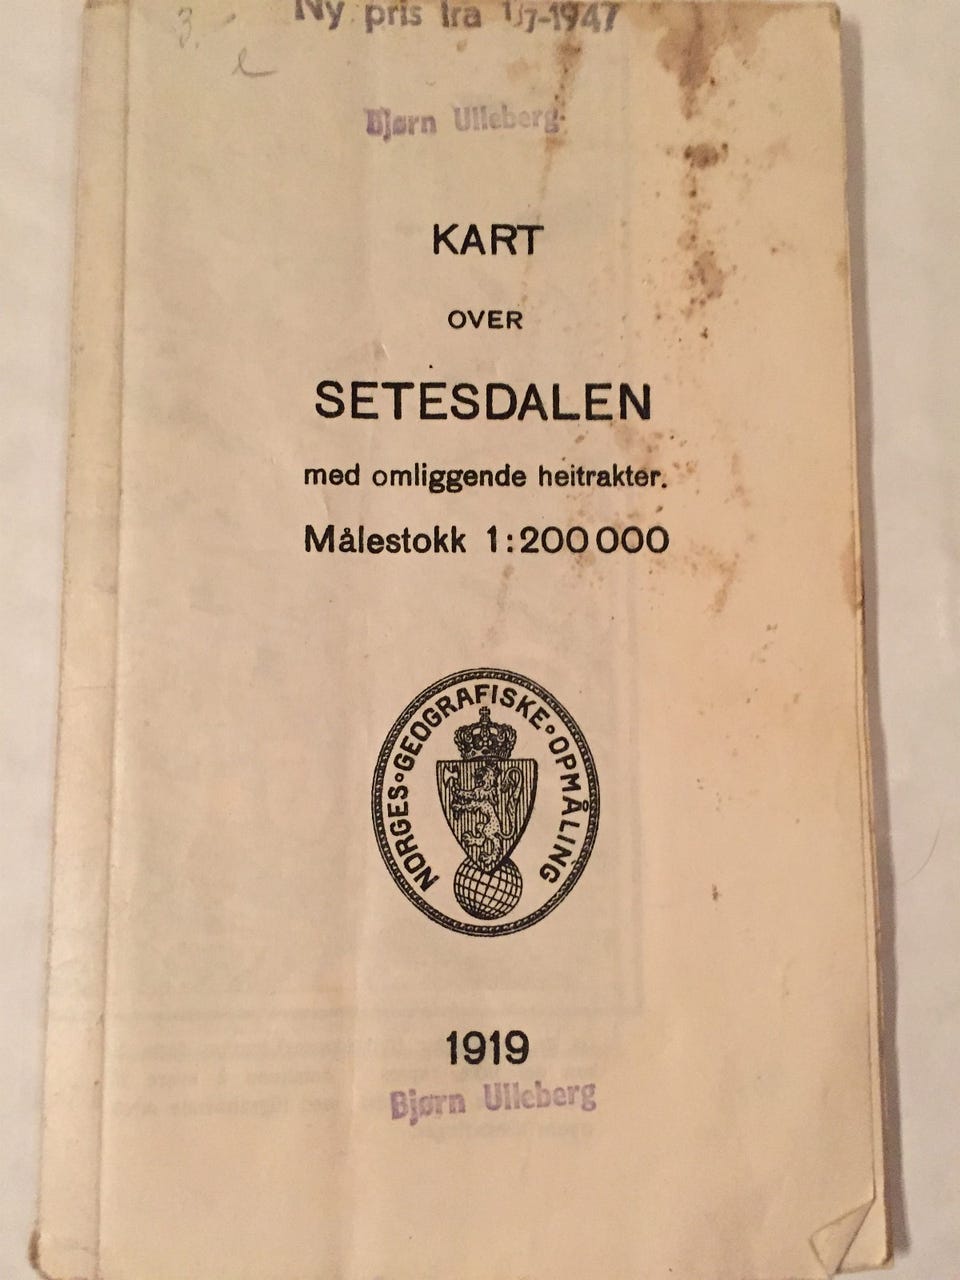 Ny pris fra 1/7-1947
3.
Bjørn Ulleberg
KART
OVER
SETESDALEN
med omliggende heitrakter.
Målestokk 1:200 000
NORGES GEOGRAFISKE OPMÅLING
1919
Bjørn Ulleberg